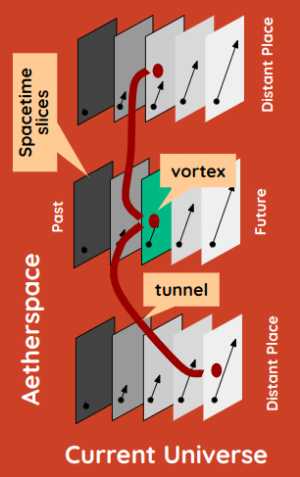 Distant Place
Spacetime
slices
vortex
Past
Future
tunnel
Aetherspace
Distant Place
Current Universe